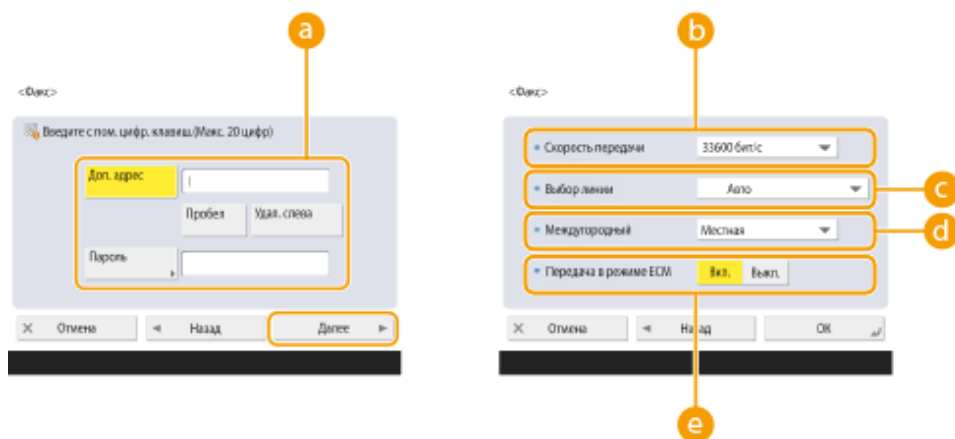 a
<Факс>
Введите с пом. цифр. клавиш.(Макс. 20 цифр)
Доп. адрес
Пробел
Удал. слева
Пароль
Отмена
Назад
Далее
b
<Факс>
Скорость передачи 33600 бит/с
Выбор линии Авто
c
Междугородный Местная
d
Передача в режиме ECM Вкл. Выкл.
Отмена
Назад
OK
e